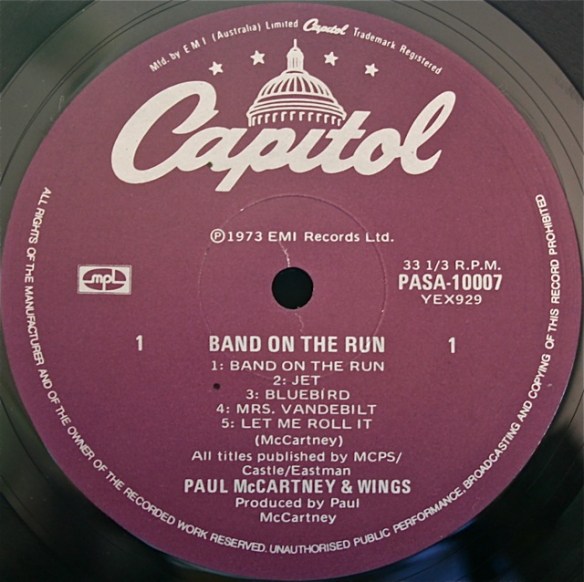 Mfd. by E M I (Australia) Limited Capitol Trademark Registered
Capitol
Ⓟ1973 EMI Records Ltd.
33 1/3 R.P.M.
mpl
PASA-10007
YEX929
1 BAND ON THE RUN 1
1: BAND ON THE RUN
2: JET
3: BLUEBIRD
4: MRS. VANDEBILT
5: LET ME ROLL IT
(McCartney)
All titles published by MCPS/
Castle/Eastman
PAUL McCARTNEY & WINGS
Produced by Paul
McCartney
ALL RIGHTS OF THE MANUFACTURER AND OF THE OWNER OF THE RECORDED WORK RESERVED. UNAUTHORISED PUBLIC PERFORMANCE, BROADCASTING AND COPYING OF THIS RECORD PROHIBITED